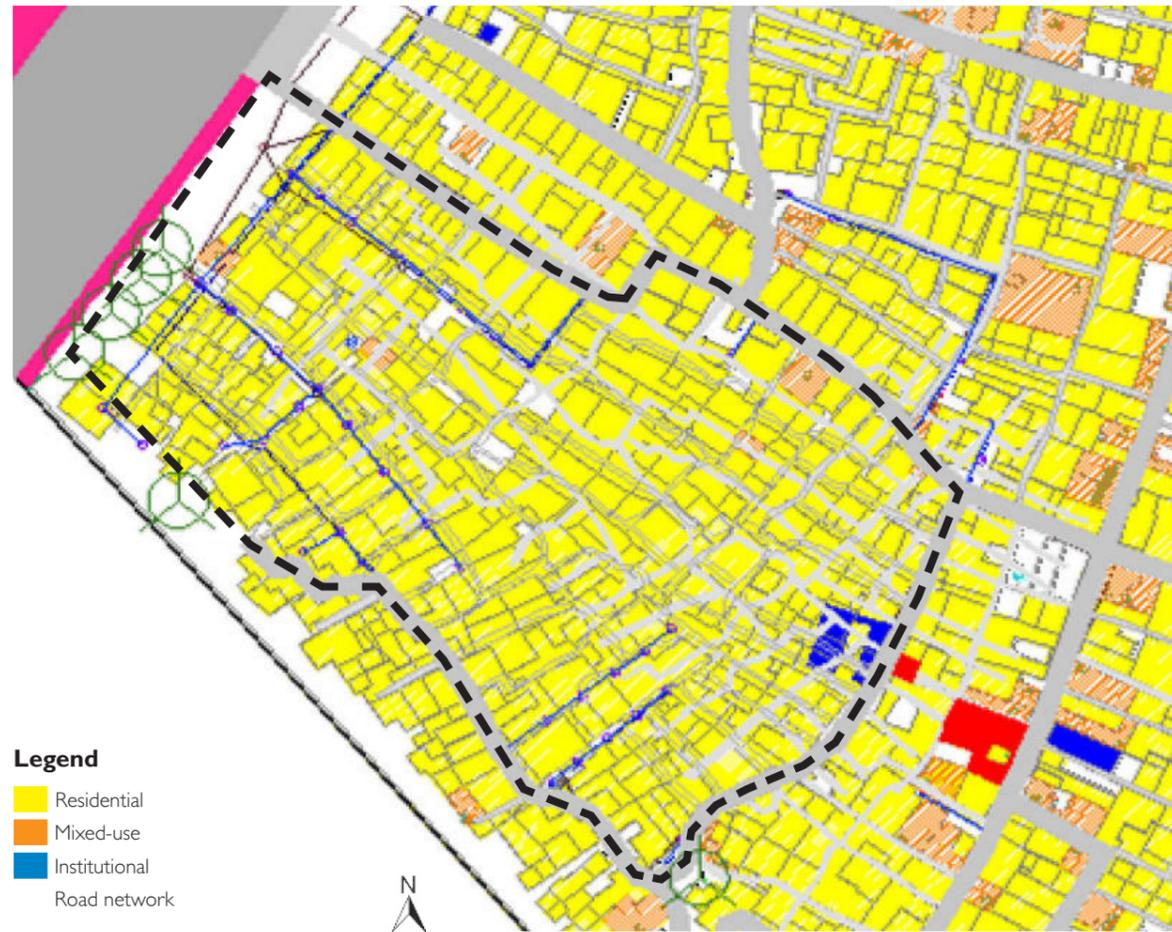 Legend
Residential
Mixed-use
Institutional
Road network
N